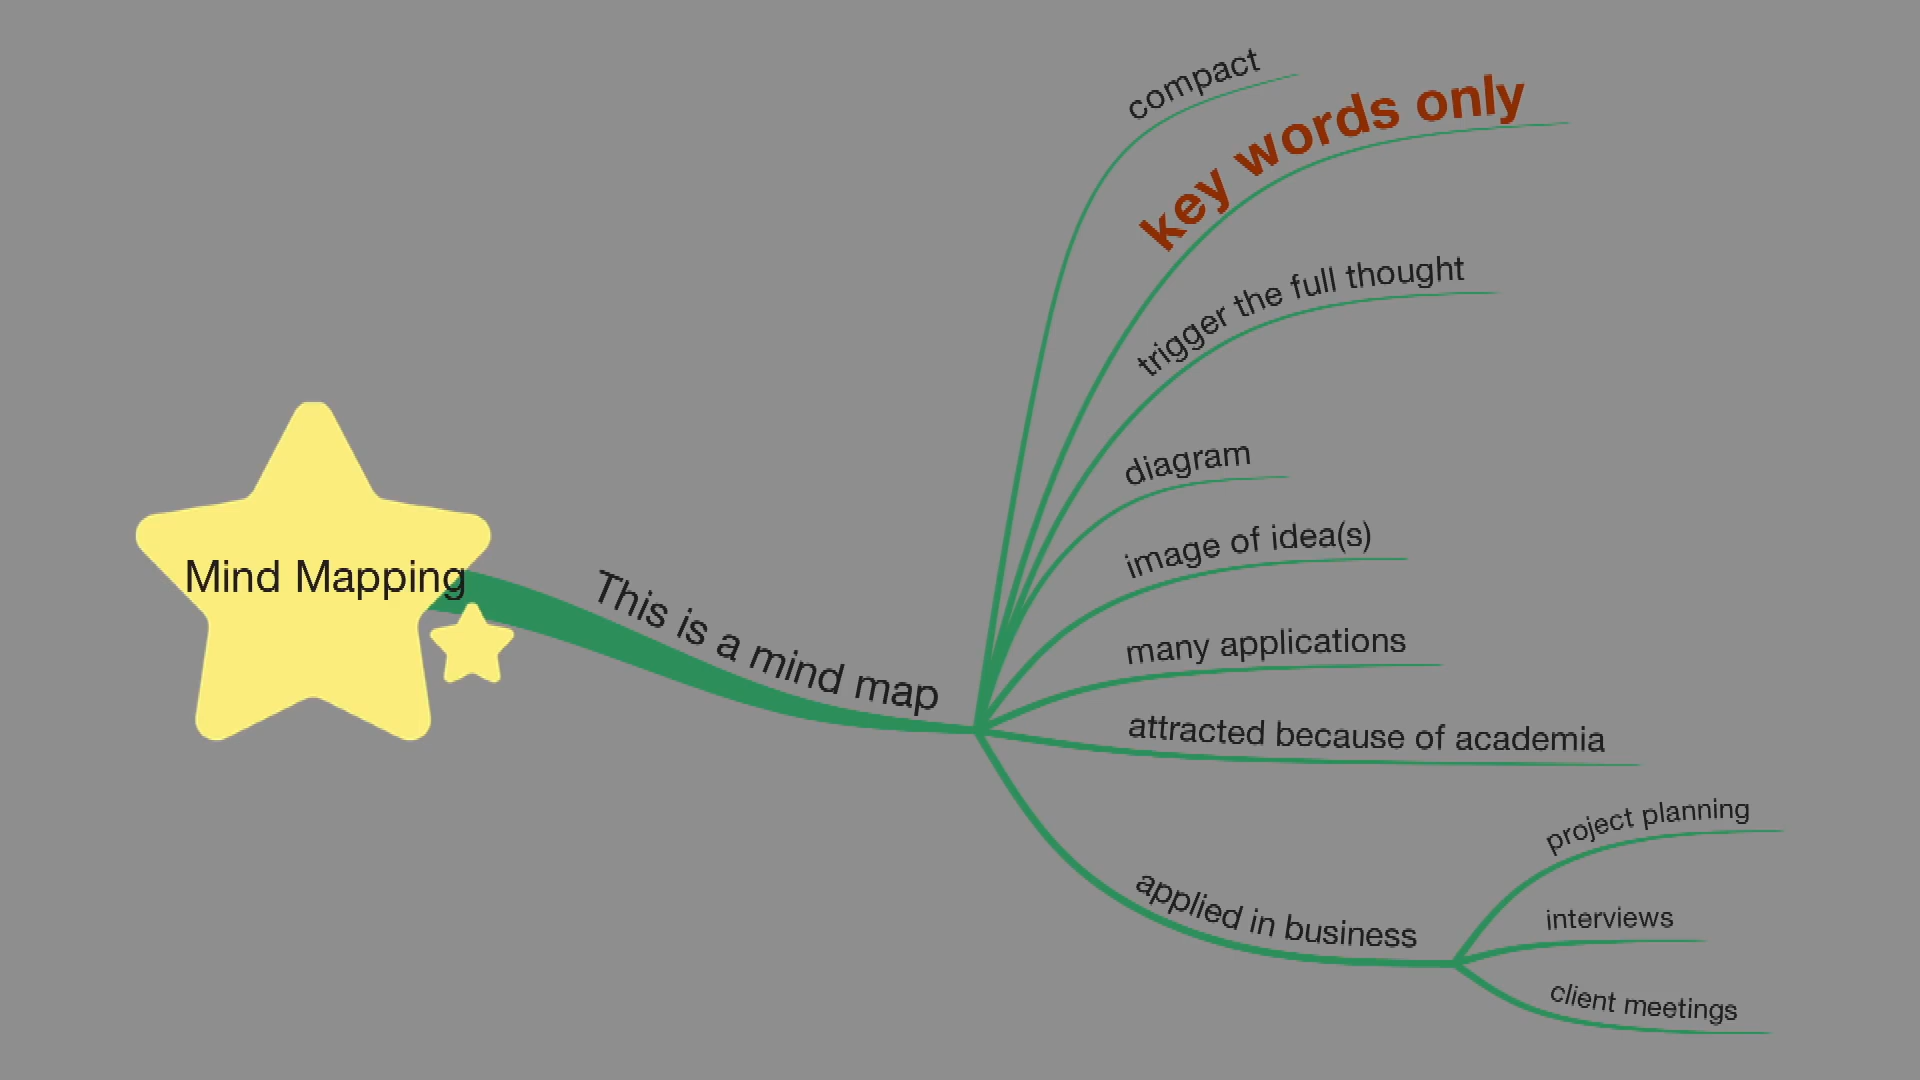 Mind Mapping
This is a mind map
compact
key words only
trigger the full thought
diagram
image of idea(s)
many applications
attracted because of academia
applied in business
project planning
interviews
client meetings